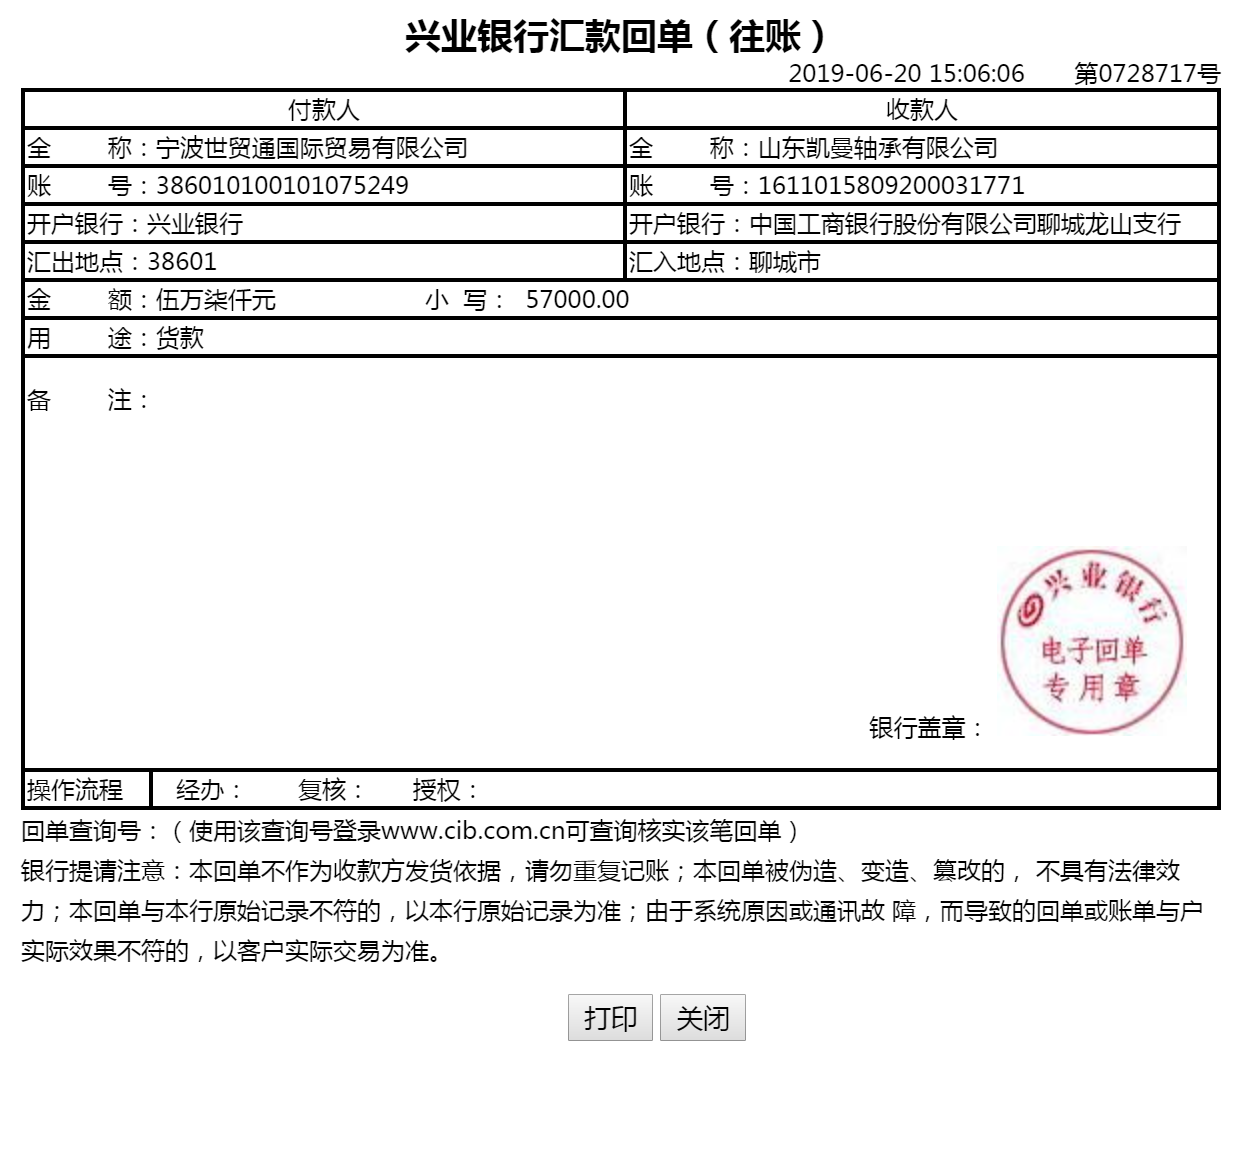 兴业银行汇款回单（往账）
2019-06-20 15:06:06 第0728717号
付款人 收款人
全 称：宁波世贸通国际贸易有限公司 全 称：山东凯曼轴承有限公司
账 号：386010100101075249 账 号：1611015809200031771
开户银行：兴业银行 开户银行：中国工商银行股份有限公司聊城龙山支行
汇出地点：38601 汇入地点：聊城市
金 额：伍万柒仟元 小 写： 57000.00
用 途：货款
备 注：
兴业银行
电子回单
专用章
银行盖章：
操作流程 经办： 复核： 授权：
回单查询号：（使用该查询号登录www.cib.com.cn可查询核实该笔回单）
银行提请注意：本回单不作为收款方发货依据，请勿重复记账；本回单被伪造、变造、篡改的， 不具有法律效
力；本回单与本行原始记录不符的，以本行原始记录为准；由于系统原因或通讯故 障，而导致的回单或账单与户
实际效果不符的，以客户实际交易为准。
打印 关闭